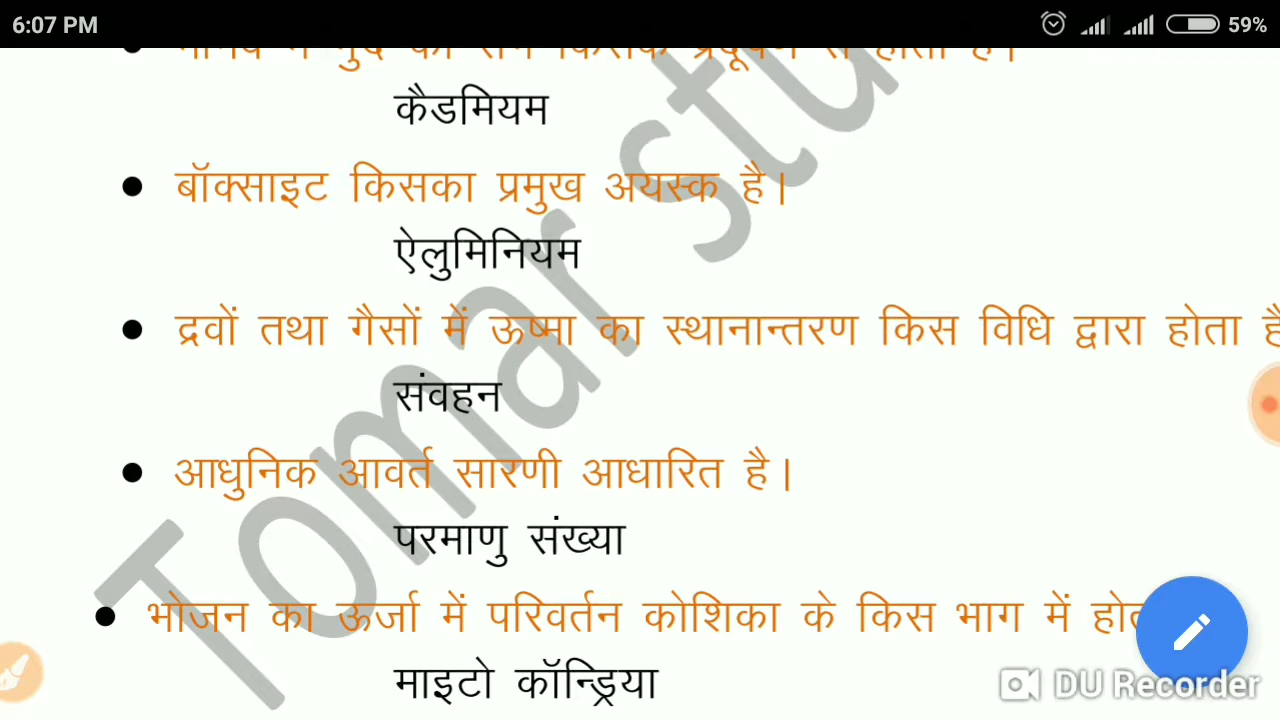 6:07 PM 59%
कैडमियम
बॉक्साइट किसका प्रमुख अयस्क है।
ऐलुमिनियम
द्रवों तथा गैसों में ऊष्मा का स्थानान्तरण किस विधि द्वारा होता है
संवहन
आधुनिक आवर्त सारणी आधारित है।
परमाणु संख्या
भोजन का ऊर्जा में परिवर्तन कोशिका के किस भाग में
माइटो कॉन्ड्रिया
Tomar stu
DU Recorder